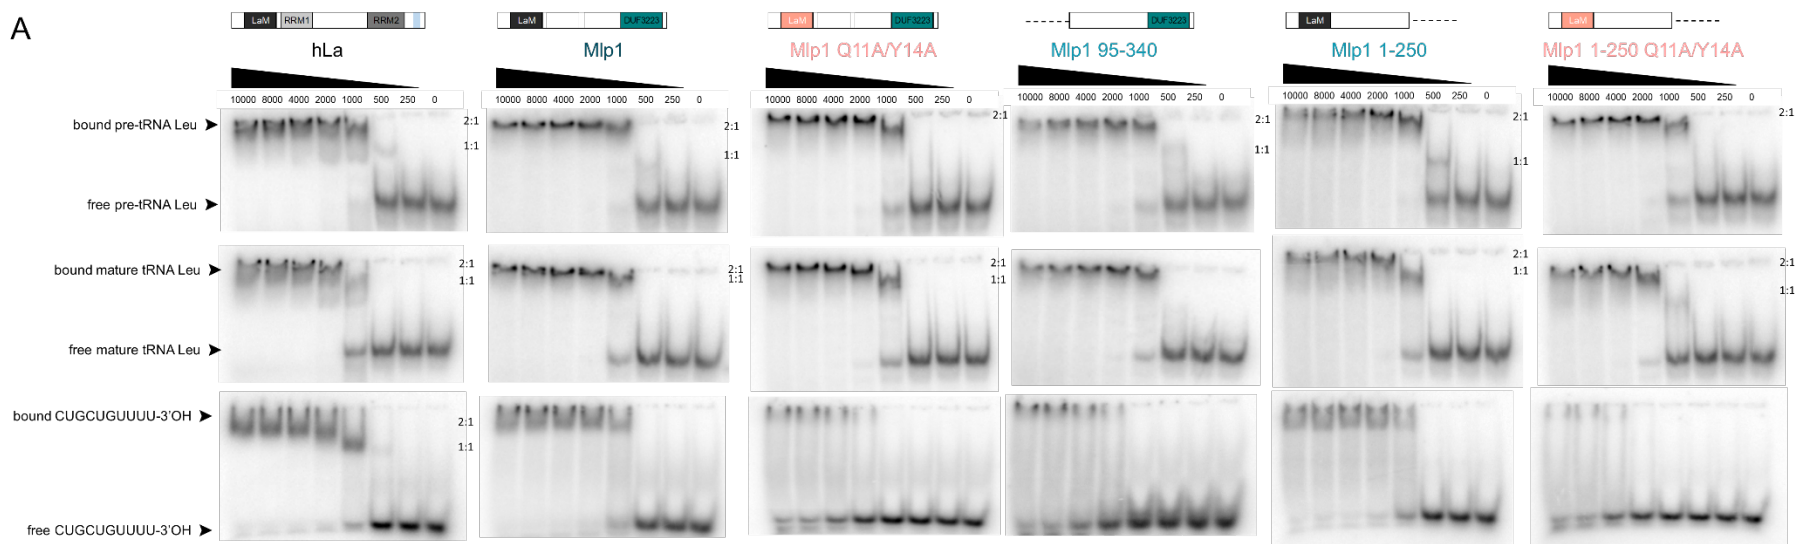 A
LaM RRM1 RRM2
LaM DUF3223
LaM DUF3223
DUF3223
LaM
LaM
hLa
Mlp1
Mlp1 Q11A/Y14A
Mlp1 95-340
Mlp1 1-250
Mlp1 1-250 Q11A/Y14A
10000 8000 4000 2000 1000 500 250 0
10000 8000 4000 2000 1000 500 250 0
10000 8000 4000 2000 1000 500 250 0
10000 8000 4000 2000 1000 500 250 0
10000 8000 4000 2000 1000 500 250 0
10000 8000 4000 2000 1000 500 250 0
bound pre-tRNA Leu
2:1
1:1
2:1
1:1
2:1
2:1
1:1
2:1
1:1
2:1
free pre-tRNA Leu
bound mature tRNA Leu
2:1
1:1
2:1
1:1
2:1
1:1
2:1
2:1
1:1
2:1
1:1
free mature tRNA Leu
bound CUGCUGUUUU-3'OH
2:1
1:1
free CUGCUGUUUU-3'OH